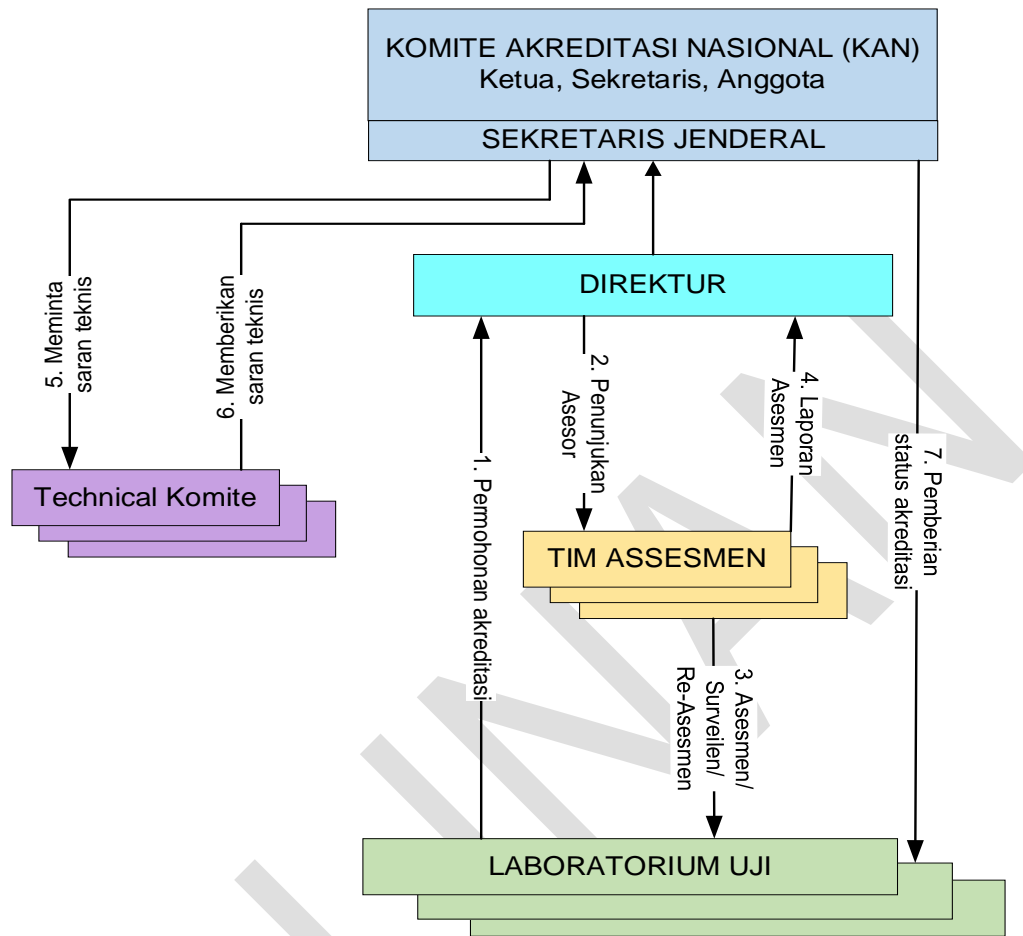 KOMITE AKREDITASI NASIONAL (KAN)
Ketua, Sekretaris, Anggota
SEKRETARIS JENDERAL
DIREKTUR
5. Meminta
saran teknis
6. Memberikan
saran teknis
1. Permohonan akreditasi
2. Penunjukan
Asesor
4. Laporan
Asesmen
7. Pemberian
status akreditasi
Technical Komite
TIM ASSESMEN
3. Asesmen/
Surveilen/
Re-Asesmen
LABORATORIUM UJI